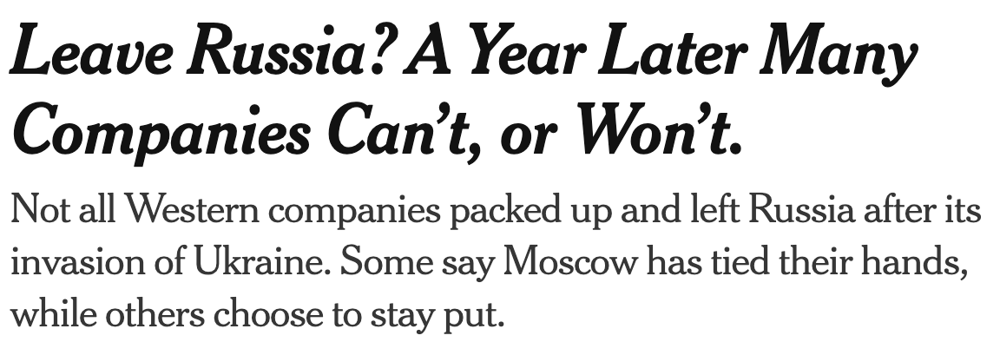 Leave Russia? A Year Later Many
Companies Can’t, or Won’t.
Not all Western companies packed up and left Russia after its
invasion of Ukraine. Some say Moscow has tied their hands,
while others choose to stay put.